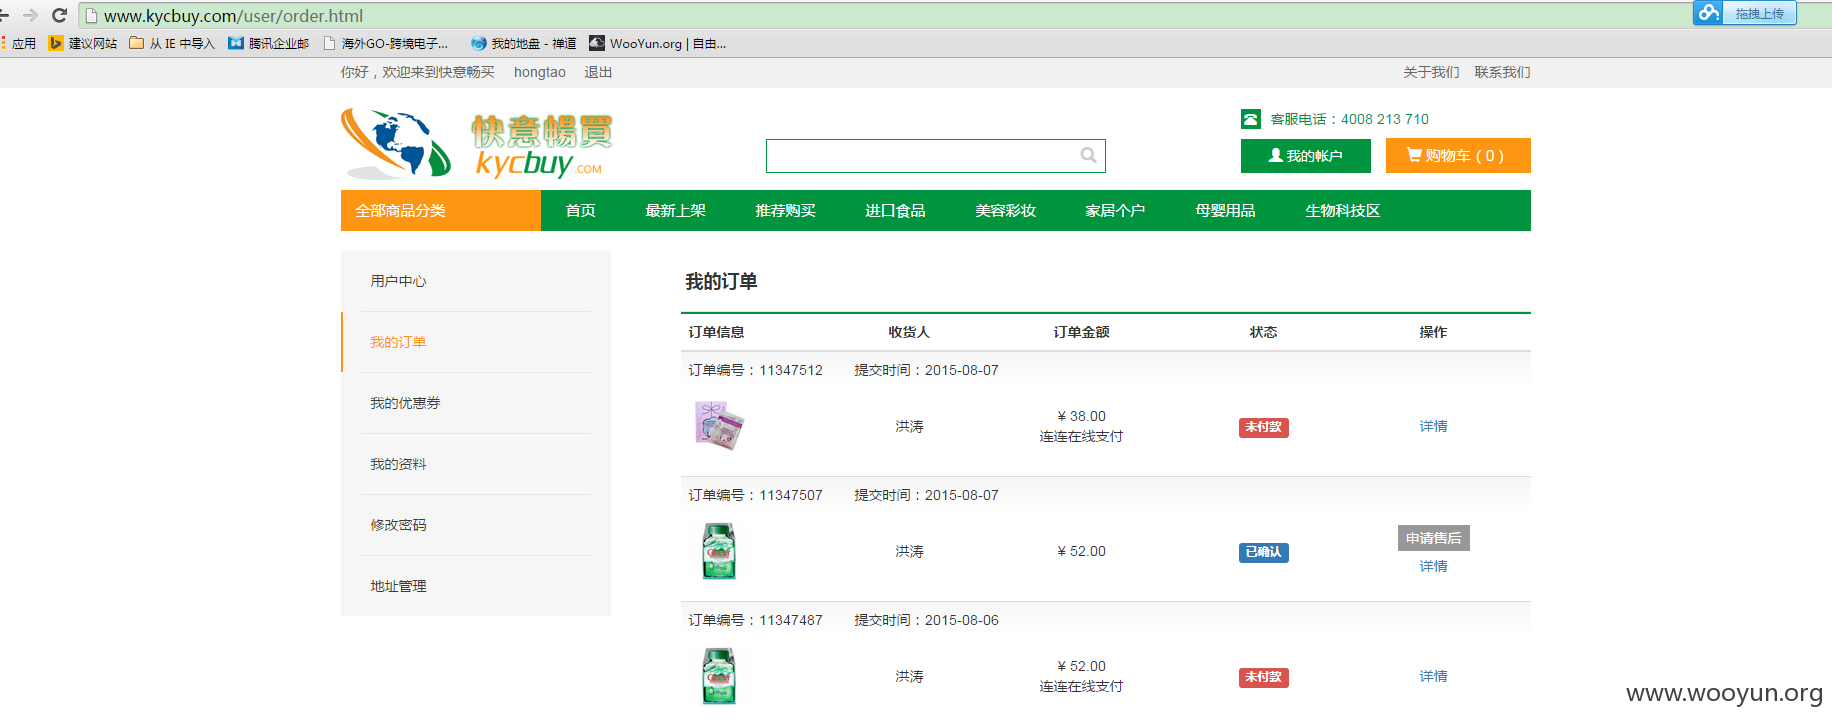 www.kycbuy.com/user/order.html
拖拽上传
应用 建议网站 从 IE 中导入 腾讯企业邮 海外GO-跨境电子... 我的地盘 - 禅道 WooYun.org | 自由...
你好，欢迎来到快意畅买 hongtao 退出 关于我们 联系我们
快意暢買
kycbuy.COM
客服电话：4008 213 710
我的帐户 购物车 ( 0 )
全部商品分类 首页 最新上架 推荐购买 进口食品 美容彩妆 家居个户 母婴用品 生物科技区
用户中心
我的订单
我的优惠券
我的资料
修改密码
地址管理
我的订单
订单信息 收货人 订单金额 状态 操作
订单编号：11347512 提交时间：2015-08-07
洪涛 ¥ 38.00 未付款 详情
连连在线支付
订单编号：11347507 提交时间：2015-08-07
洪涛 ¥ 52.00 已确认 申请售后
详情
订单编号：11347487 提交时间：2015-08-06
洪涛 ¥ 52.00 未付款 详情
连连在线支付
www.wooyun.org